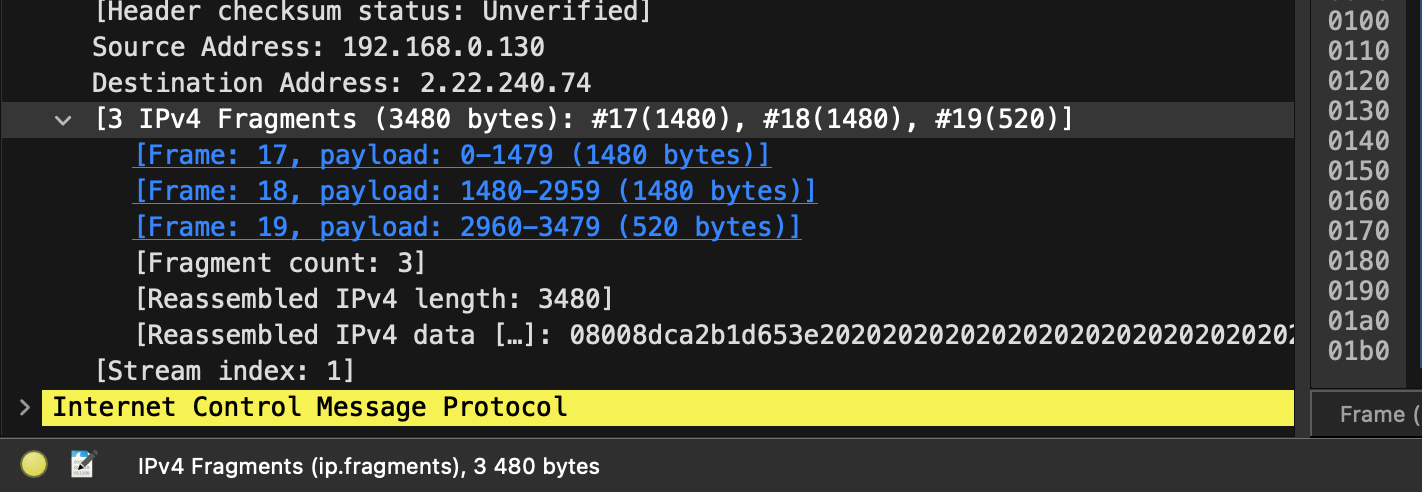 [Header checksum status: Unverified]
Source Address: 192.168.0.130
Destination Address: 2.22.240.74
[3 IPv4 Fragments (3480 bytes): #17(1480), #18(1480), #19(520)]
[Frame: 17, payload: 0-1479 (1480 bytes)]
[Frame: 18, payload: 1480-2959 (1480 bytes)]
[Frame: 19, payload: 2960-3479 (520 bytes)]
[Fragment count: 3]
[Reassembled IPv4 length: 3480]
[Reassembled IPv4 data […]: 08008dca2b1d653e2020202020202020202020202020202
[Stream index: 1]
Internet Control Message Protocol
IPv4 Fragments (ip.fragments), 3 480 bytes
0100
0110
0120
0130
0140
0150
0160
0170
0180
0190
01a0
01b0
Frame (